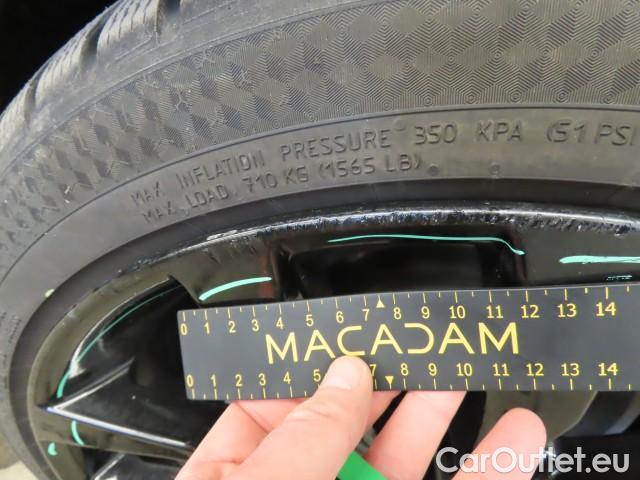 MAX. INFLATION PRESSURE 350 KPA (51 PSI
MAX. LOAD 710 KG (1565 LB)
0 1 2 3 4 5 6 7 8 9 10 11 12 13 14
MACADAM
0 1 2 3 4 5 7 8 9 10 11 12 13 14
CarOutlet.eu